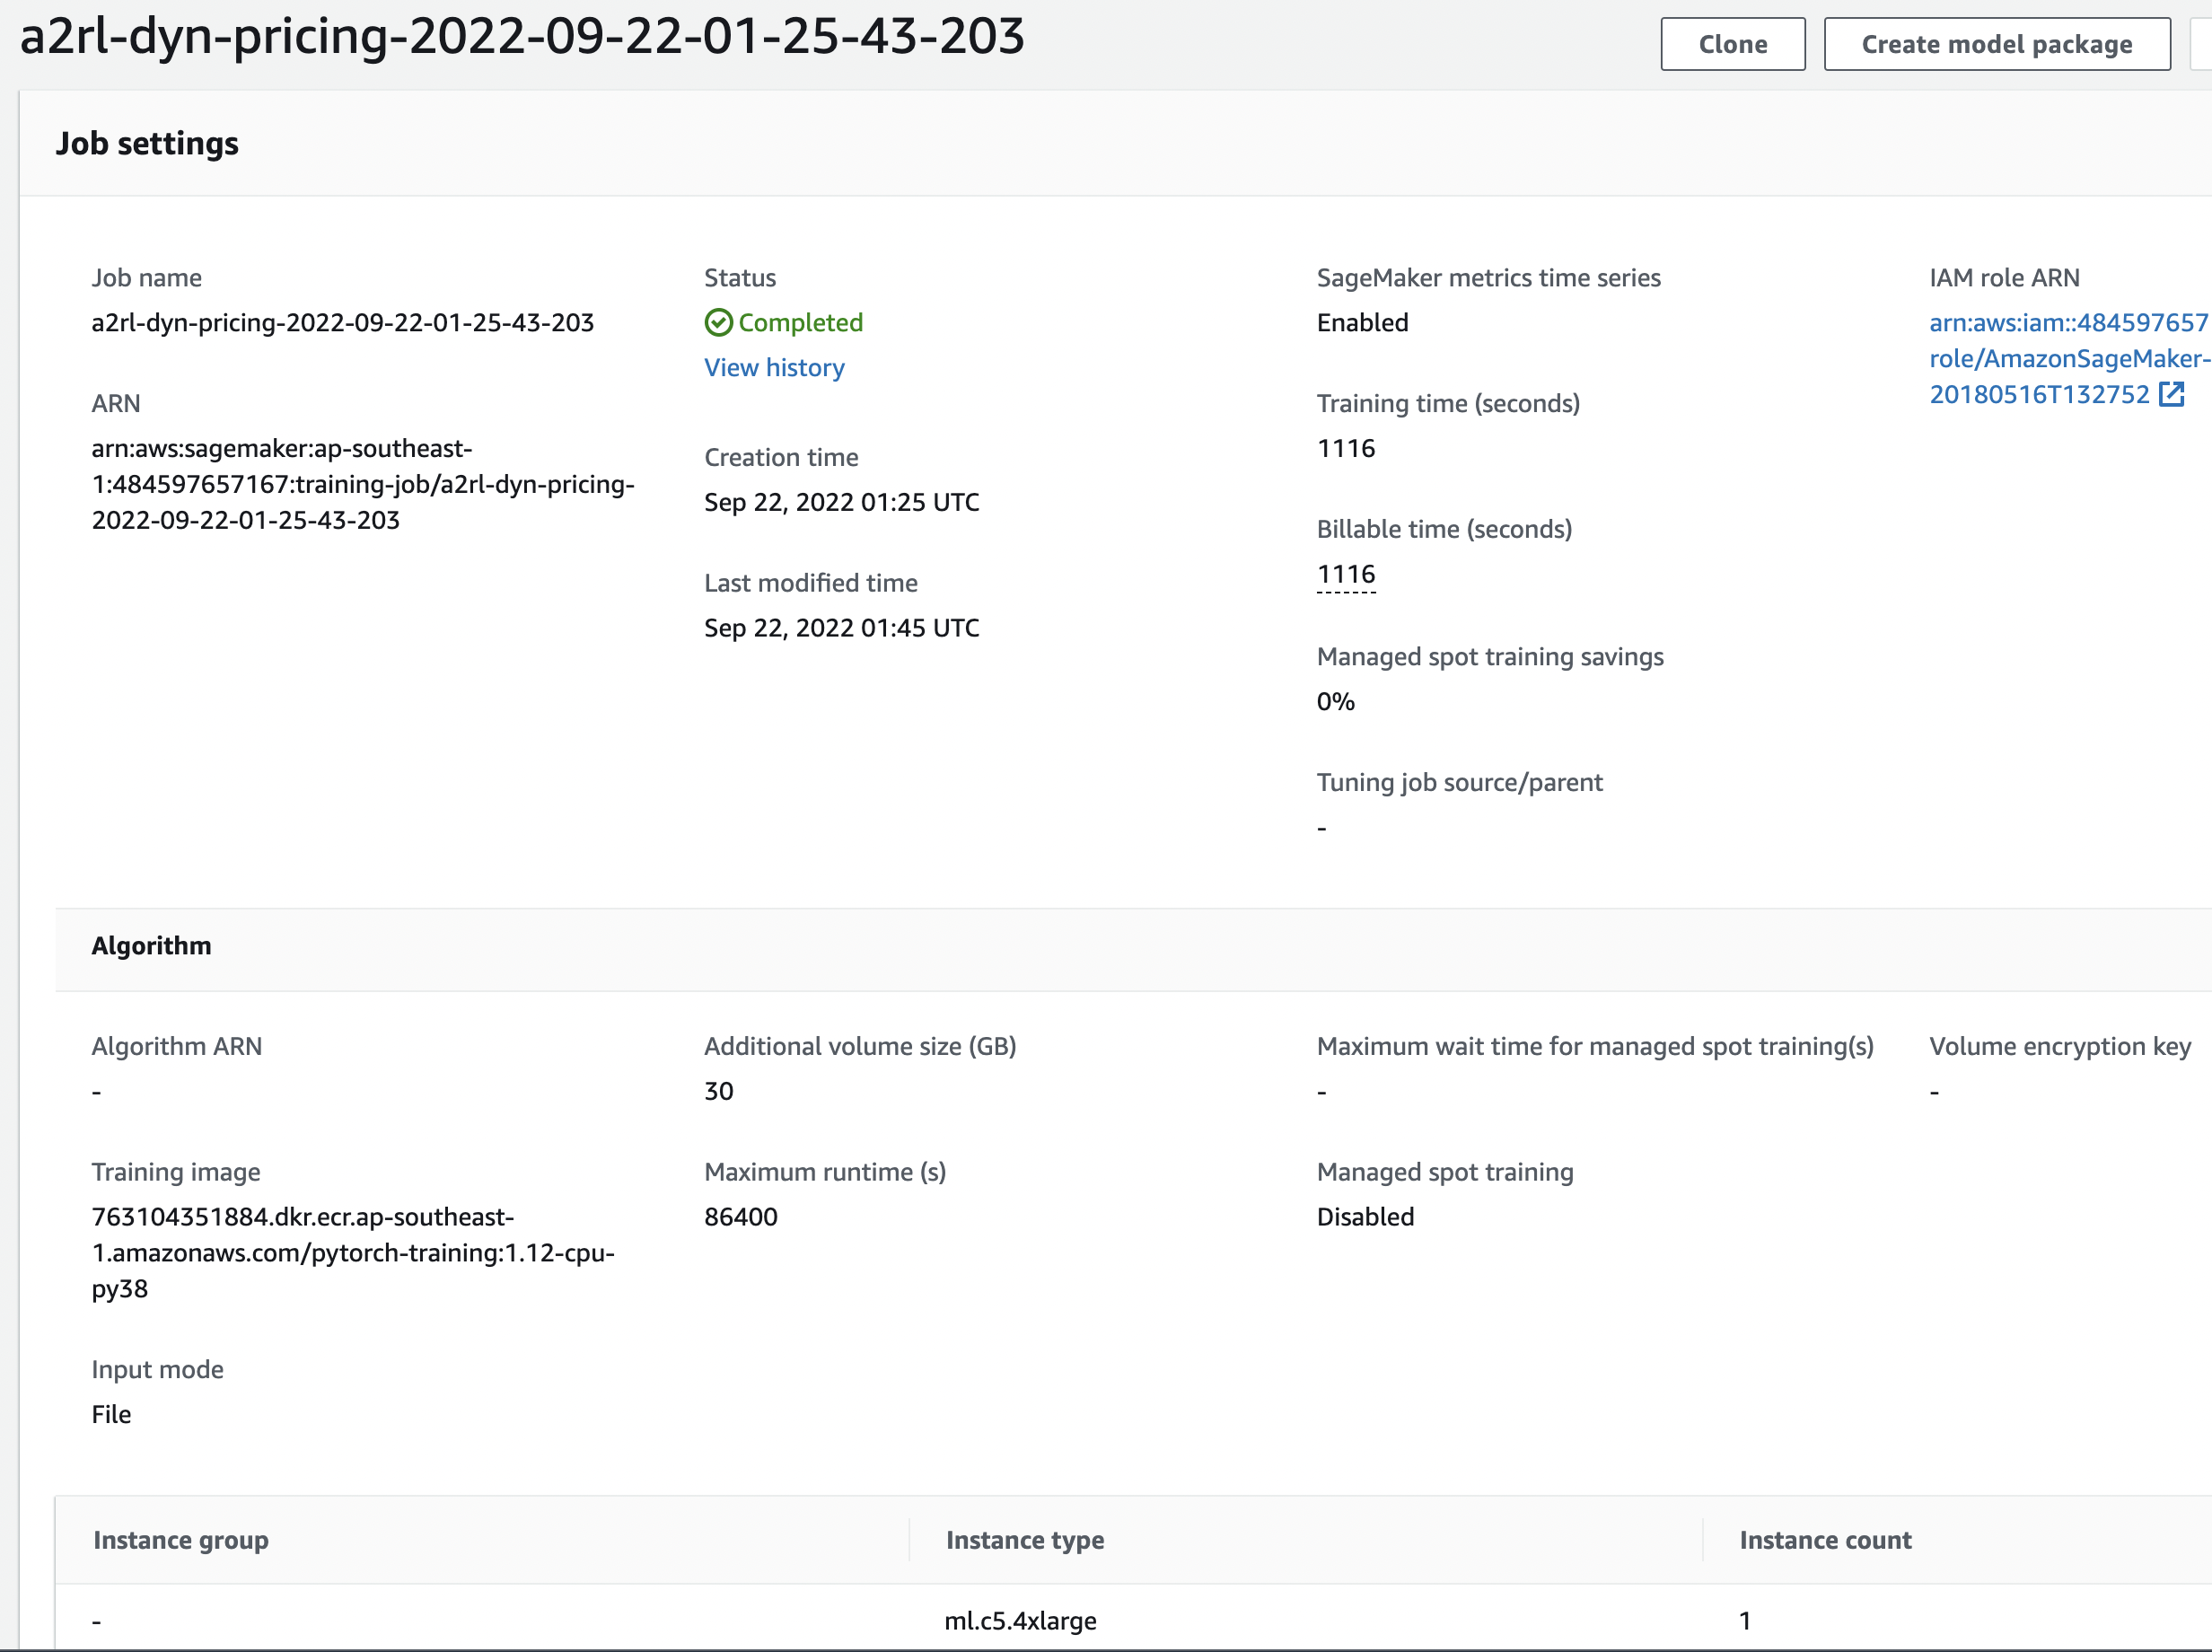 a2rl-dyn-pricing-2022-09-22-01-25-43-203
Clone
Create model package
Job settings
Job name
a2rl-dyn-pricing-2022-09-22-01-25-43-203
ARN
arn:aws:sagemaker:ap-southeast-
1:484597657167:training-job/a2rl-dyn-pricing-
2022-09-22-01-25-43-203
Status
Completed
View history
Creation time
Sep 22, 2022 01:25 UTC
Last modified time
Sep 22, 2022 01:45 UTC
SageMaker metrics time series
Enabled
Training time (seconds)
1116
Billable time (seconds)
1116
Managed spot training savings
0%
Tuning job source/parent
-
IAM role ARN
arn:aws:iam::484597657
role/AmazonSageMaker-
20180516T132752
Algorithm
Algorithm ARN
-
Training image
763104351884.dkr.ecr.ap-southeast-
1.amazonaws.com/pytorch-training:1.12-cpu-
py38
Input mode
File
Additional volume size (GB)
30
Maximum runtime (s)
86400
Maximum wait time for managed spot training(s)
-
Managed spot training
Disabled
Volume encryption key
-
Instance group
Instance type
Instance count
-
ml.c5.4xlarge
1